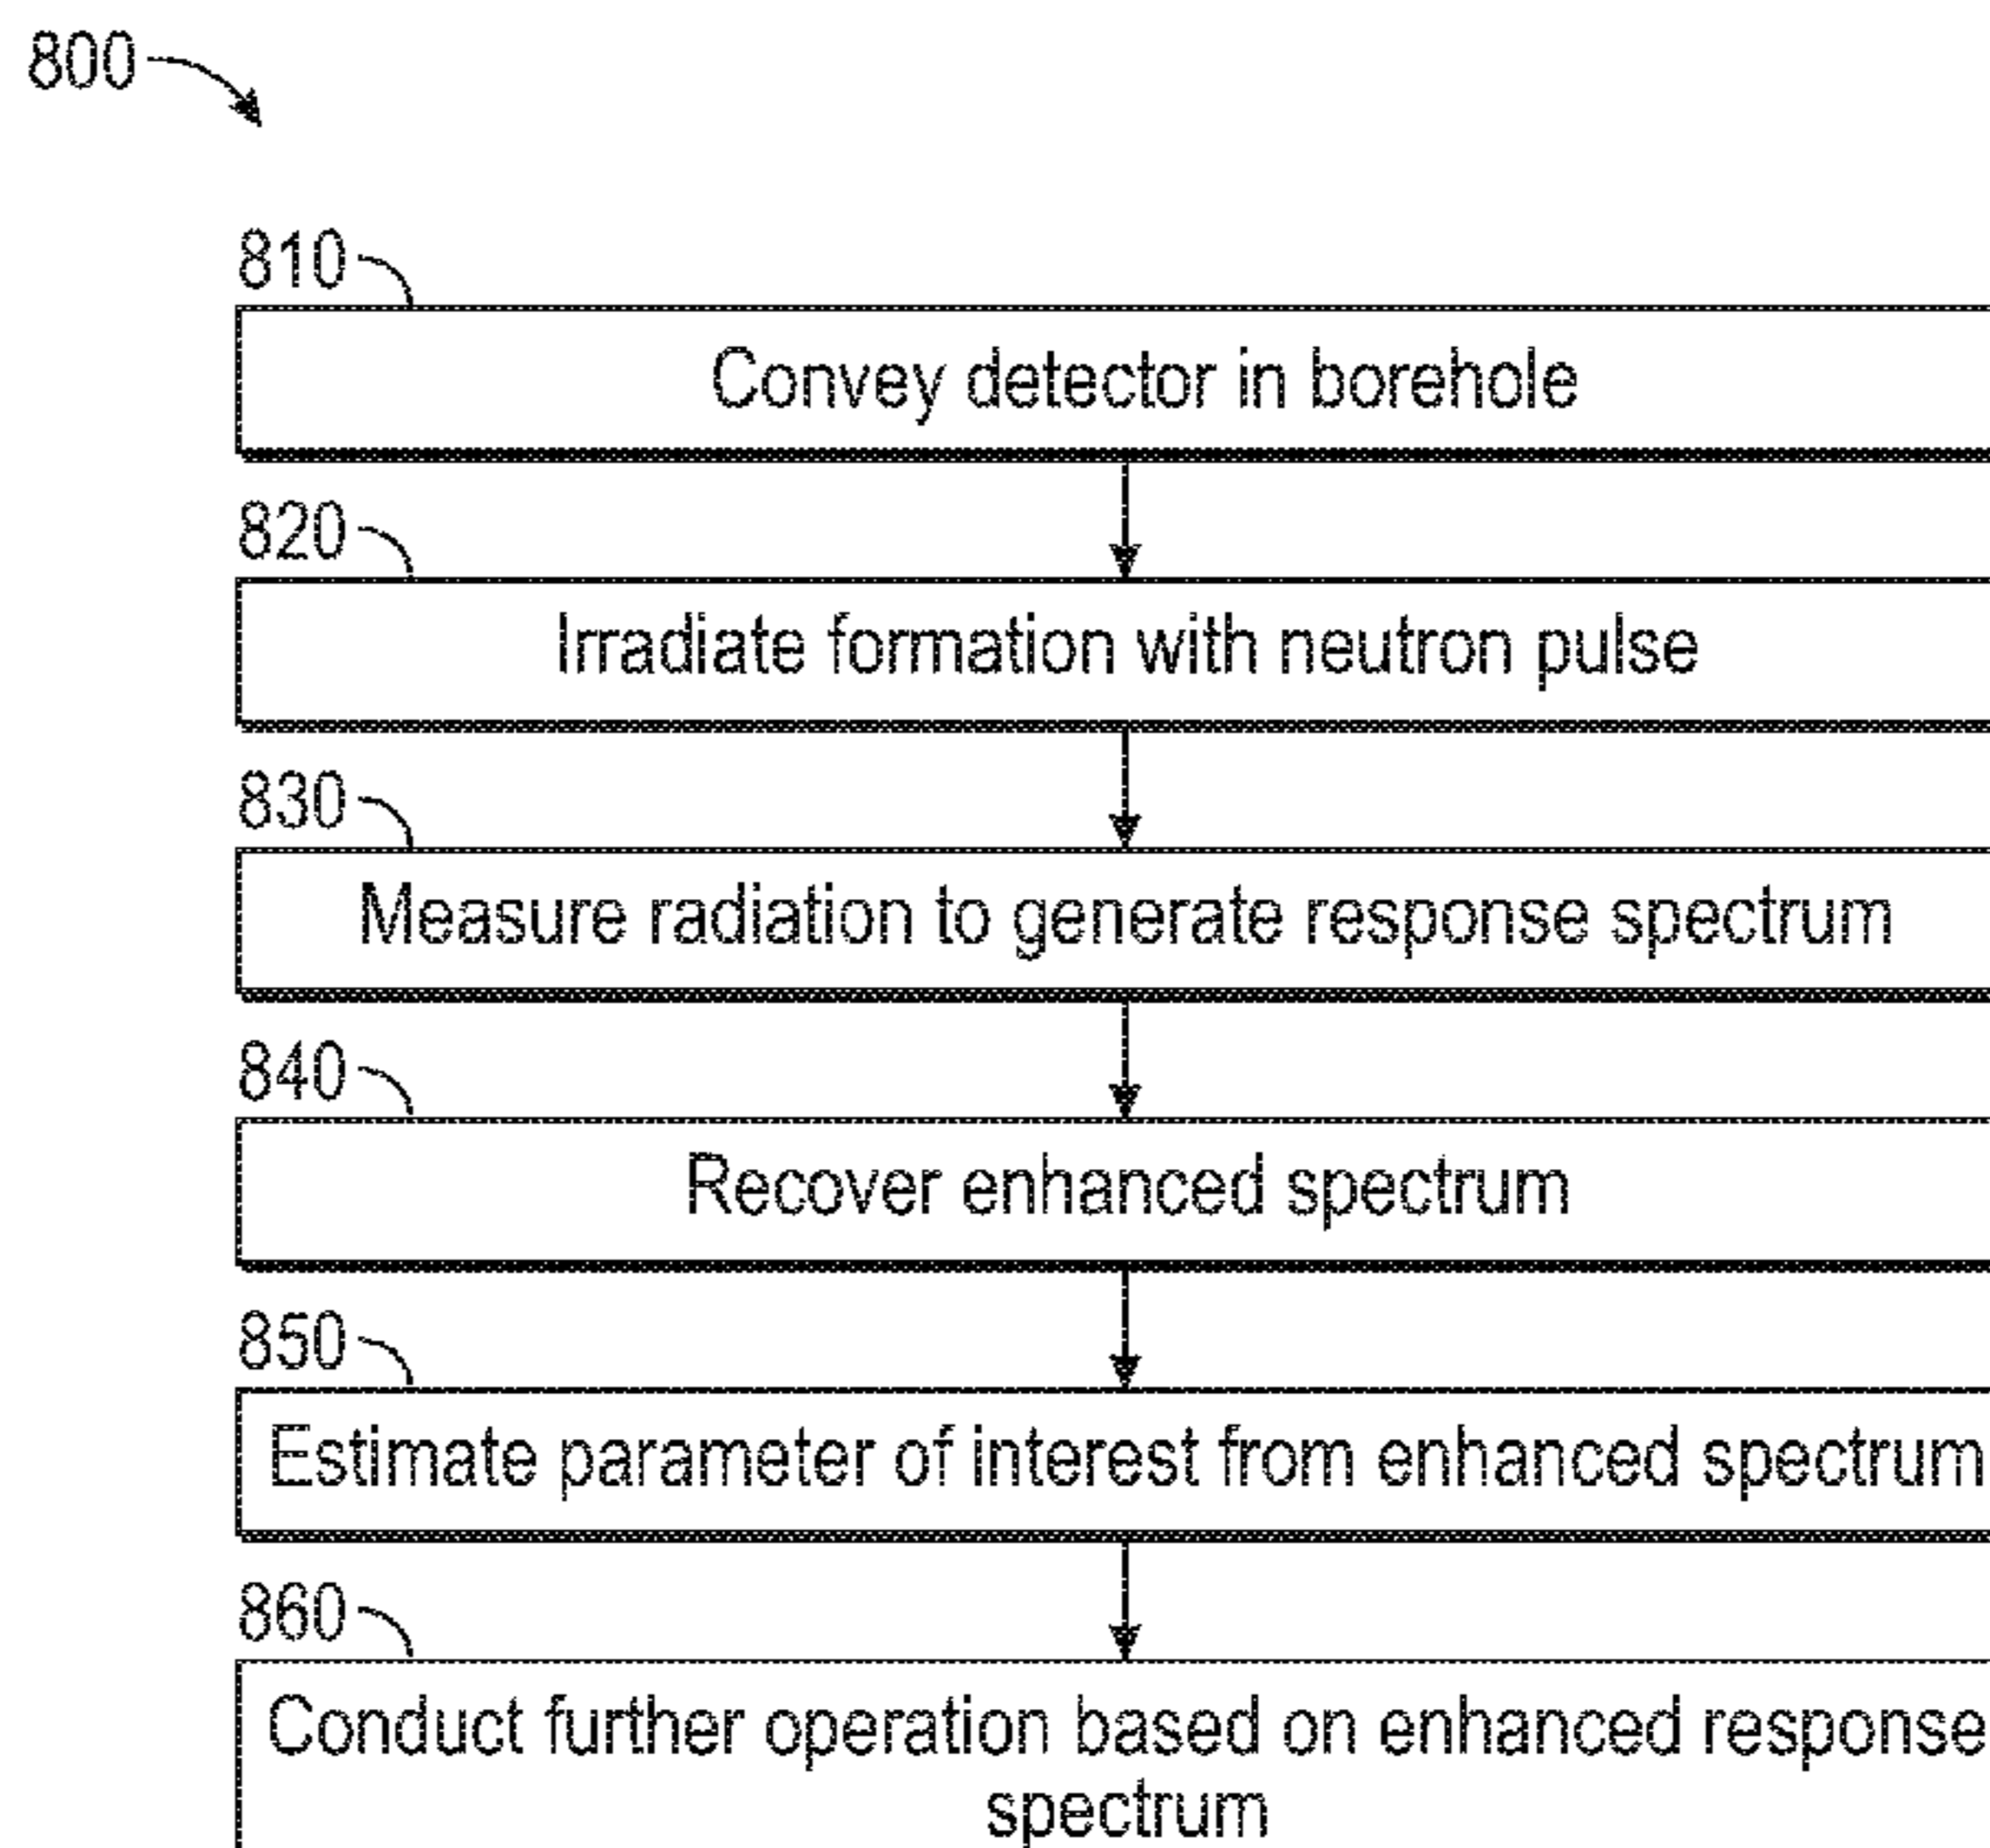 800
810
Convey detector in borehole
820
Irradiate formation with neutron pulse
830
Measure radiation to generate response spectrum
840
Recover enhanced spectrum
850
Estimate parameter of interest from enhanced spectrum
860
Conduct further operation based on enhanced response
spectrum